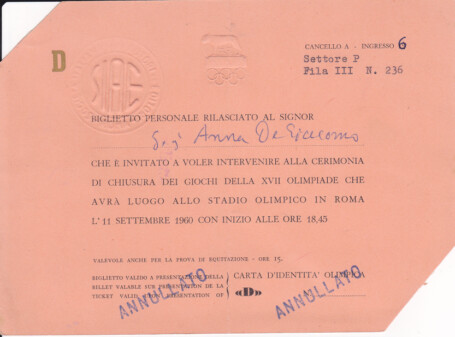 CANCELLO A - INGRESSO 6
Settore P
Fila III N. 236
D
SIAE
BIGLIETTO PERSONALE RILASCIATO AL SIGNOR
Anna De Giacomo
CHE È INVITATO A VOLER INTERVENIRE ALLA CERIMONIA
DI CHIUSURA DEI GIOCHI DELLA XVII OLIMPIADE CHE
AVRÀ LUOGO ALLO STADIO OLIMPICO IN ROMA
L'11 SETTEMBRE 1960 CON INIZIO ALLE ORE 18,45
VALEVOLE ANCHE PER LA PROVA DI EQUITAZIONE - ORE 15.
BIGLIETTO VALIDO A PRESENTAZIONE DELLA
BILLET VALABLE SUR PRESENTATION DE LA
TICKET VALID ON PRESENTATION OF
CARTA D'IDENTITA' OLIMPICA
«D»
ANNULLATO
ANNULLATO